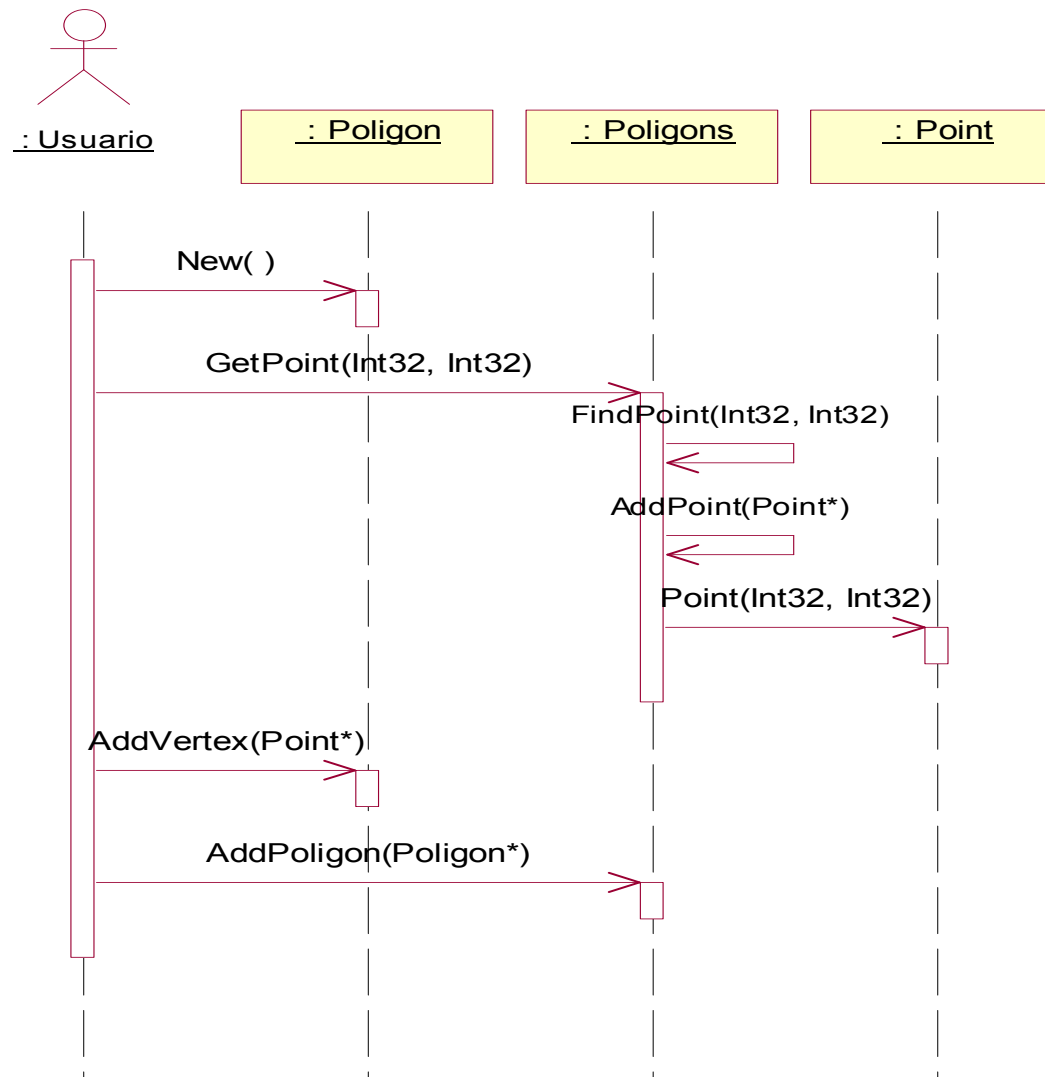 : Usuario
: Poligon
: Poligons
: Point
New( )
GetPoint(Int32, Int32)
FindPoint(Int32, Int32)
AddPoint(Point*)
Point(Int32, Int32)
AddVertex(Point*)
AddPoligon(Poligon*)